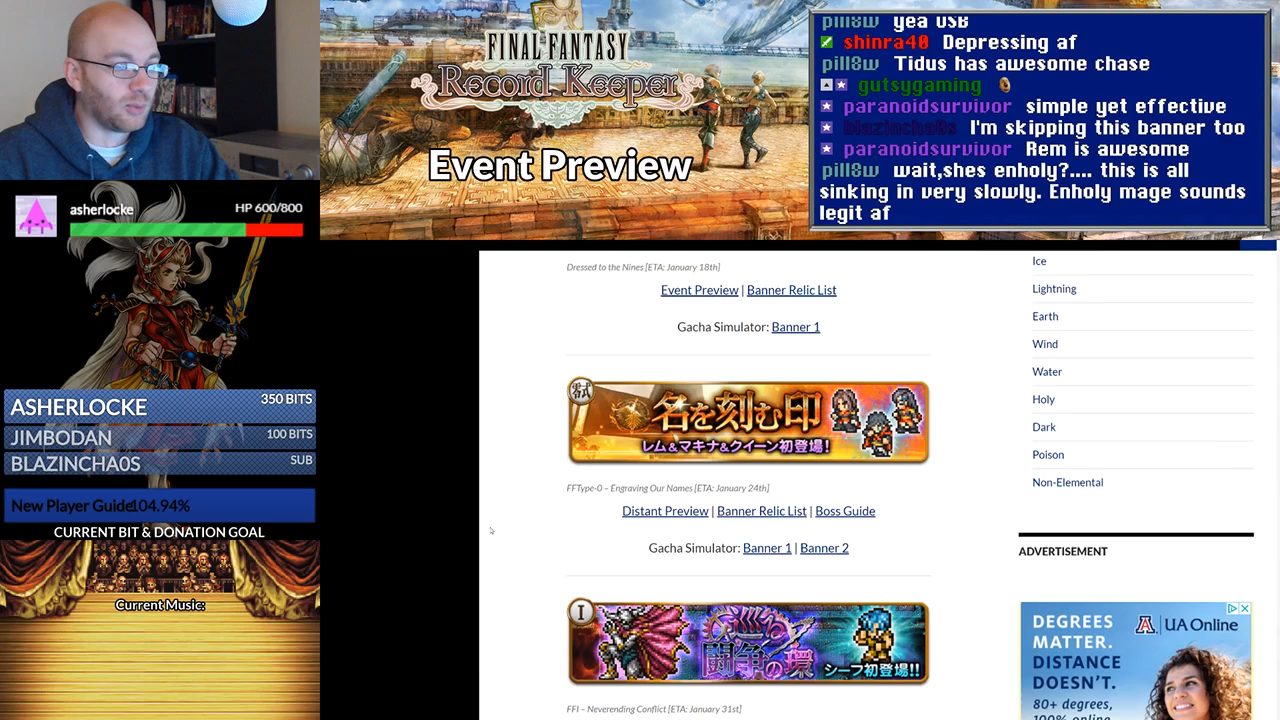 FINAL FANTASY
Record Keeper
Event Preview
pill8w yea USB
shinra40 Depressing af
pill8w Tidus has awesome chase
gutsygaming
paranoidsurvivor simple yet effective
blazincha0s I'm skipping this banner too
paranoidsurvivor Rem is awesome
pill8w wait,shes enholy?.... this is all
sinking in very slowly. Enholy mage sounds
legit af
asherlocke
HP 600/800
ASHERLOCKE 350 BITS
JIMBODAN 100 BITS
BLAZINCHA0S SUB
New Player Guide104.94%
CURRENT BIT & DONATION GOAL
Current Music:
Dressed to the Nines [ETA: January 18th]
Event Preview | Banner Relic List
Gacha Simulator: Banner 1
零式
名を刻む印
レム&マキナ&クイーン初登場!
FFType-0 – Engraving Our Names [ETA: January 24th]
Distant Preview | Banner Relic List | Boss Guide
Gacha Simulator: Banner 1 | Banner 2
I
巡る
闘争の環
シーフ初登場!!
FFI – Neverending Conflict [ETA: January 31st]
Ice
Lightning
Earth
Wind
Water
Holy
Dark
Poison
Non-Elemental
ADVERTISEMENT
DEGREES
MATTER.
DISTANCE
DOESN'T.
80+ degrees,
100% online
A UA Online